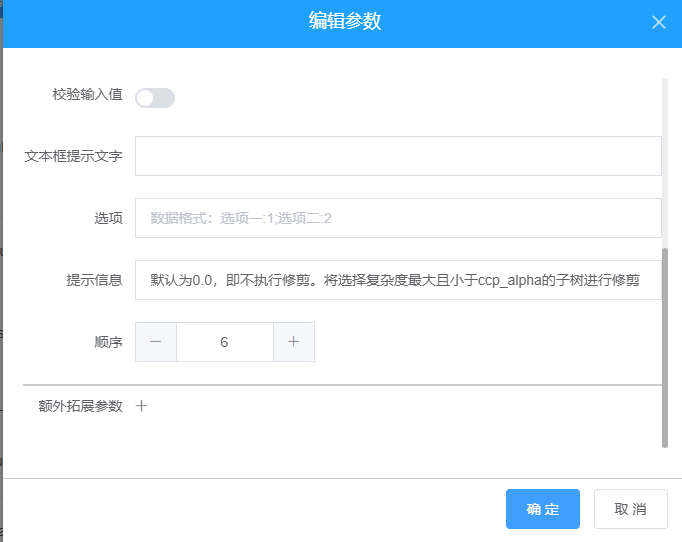 编辑参数
校验输入值
文本框提示文字
选项 数据格式：选项一:1;选项二:2
提示信息 默认为0.0，即不执行修剪。将选择复杂度最大且小于ccp_alpha的子树进行修剪
顺序 6
额外拓展参数
确 定 取 消